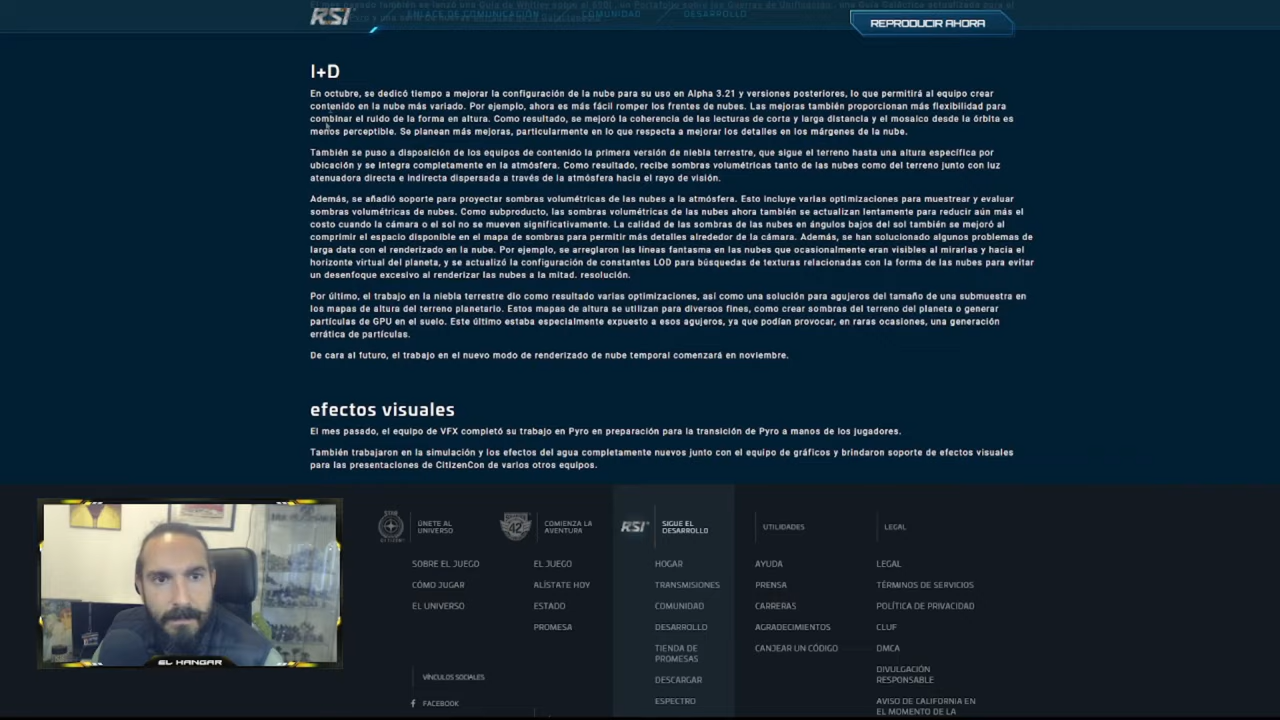 RSI
ENLACE DE COMUNICACIÓN
COMUNIDAD
DESARROLLO
REPRODUCIR AHORA
I+D
En octubre, se dedicó tiempo a mejorar la configuración de la nube para su uso en Alpha 3.21 y versiones posteriores, lo que permitirá al equipo crear
contenido en la nube más variado. Por ejemplo, ahora es más fácil romper los frentes de nubes. Las mejoras también proporcionan más flexibilidad para
combinar el ruido de la forma en altura. Como resultado, se mejoró la coherencia de las lecturas de corta y larga distancia y el mosaico desde la órbita es
menos perceptible. Se planean más mejoras, particularmente en lo que respecta a mejorar los detalles en los márgenes de la nube.
También se puso a disposición de los equipos de contenido la primera versión de niebla terrestre, que sigue el terreno hasta una altura específica por
ubicación y se integra completamente en la atmósfera. Como resultado, recibe sombras volumétricas tanto de las nubes como del terreno junto con luz
atenuadora directa e indirecta dispersada a través de la atmósfera hacia el rayo de visión.
Además, se añadió soporte para proyectar sombras volumétricas de las nubes a la atmósfera. Esto incluye varias optimizaciones para muestrear y evaluar
sombras volumétricas de nubes. Como subproducto, las sombras volumétricas de las nubes ahora también se actualizan lentamente para reducir aún más el
costo cuando la cámara o el sol no se mueven significativamente. La calidad de las sombras de las nubes en ángulos bajos del sol también se mejoró al
comprimir el espacio disponible en el mapa de sombras para permitir más detalles alrededor de la cámara. Además, se han solucionado algunos problemas de
larga data con el renderizado en la nube. Por ejemplo, se arreglaron las líneas fantasma en las nubes que ocasionalmente eran visibles al mirarlas y hacia el
horizonte virtual del planeta, y se actualizó la configuración de constantes LOD para búsquedas de texturas relacionadas con la forma de las nubes para evitar
un desenfoque excesivo al renderizar las nubes a la mitad. resolución.
Por último, el trabajo en la niebla terrestre dio como resultado varias optimizaciones, así como una solución para agujeros del tamaño de una submuestra en
los mapas de altura del terreno planetario. Estos mapas de altura se utilizan para diversos fines, como crear sombras del terreno del planeta o generar
partículas de GPU en el suelo. Este último estaba especialmente expuesto a esos agujeros, ya que podían provocar, en raras ocasiones, una generación
errática de partículas.
De cara al futuro, el trabajo en el nuevo modo de renderizado de nube temporal comenzará en noviembre.
efectos visuales
El mes pasado, el equipo de VFX completó su trabajo en Pyro en preparación para la transición de Pyro a manos de los jugadores.
También trabajaron en la simulación y los efectos del agua completamente nuevos junto con el equipo de gráficos y brindaron soporte de efectos visuales
para las presentaciones de CitizenCon de varios otros equipos.
ÚNETE AL
UNIVERSO
SOBRE EL JUEGO
CÓMO JUGAR
EL UNIVERSO
COMIENZA LA
AVENTURA
EL JUEGO
ALÍSTATE HOY
ESTADO
PROMESA
RSI
SIGUE EL
DESARROLLO
HOGAR
TRANSMISIONES
COMUNIDAD
DESARROLLO
TIENDA DE
PROMESAS
DESCARGAR
ESPECTRO
UTILIDADES
AYUDA
PRENSA
CARRERAS
AGRADECIMIENTOS
CANJEAR UN CÓDIGO
LEGAL
LEGAL
TÉRMINOS DE SERVICIOS
POLÍTICA DE PRIVACIDAD
CLUF
DMCA
DIVULGACIÓN
RESPONSABLE
AVISO DE CALIFORNIA EN
EL MOMENTO DE LA
VÍNCULOS SOCIALES
FACEBOOK
EL HANGAR